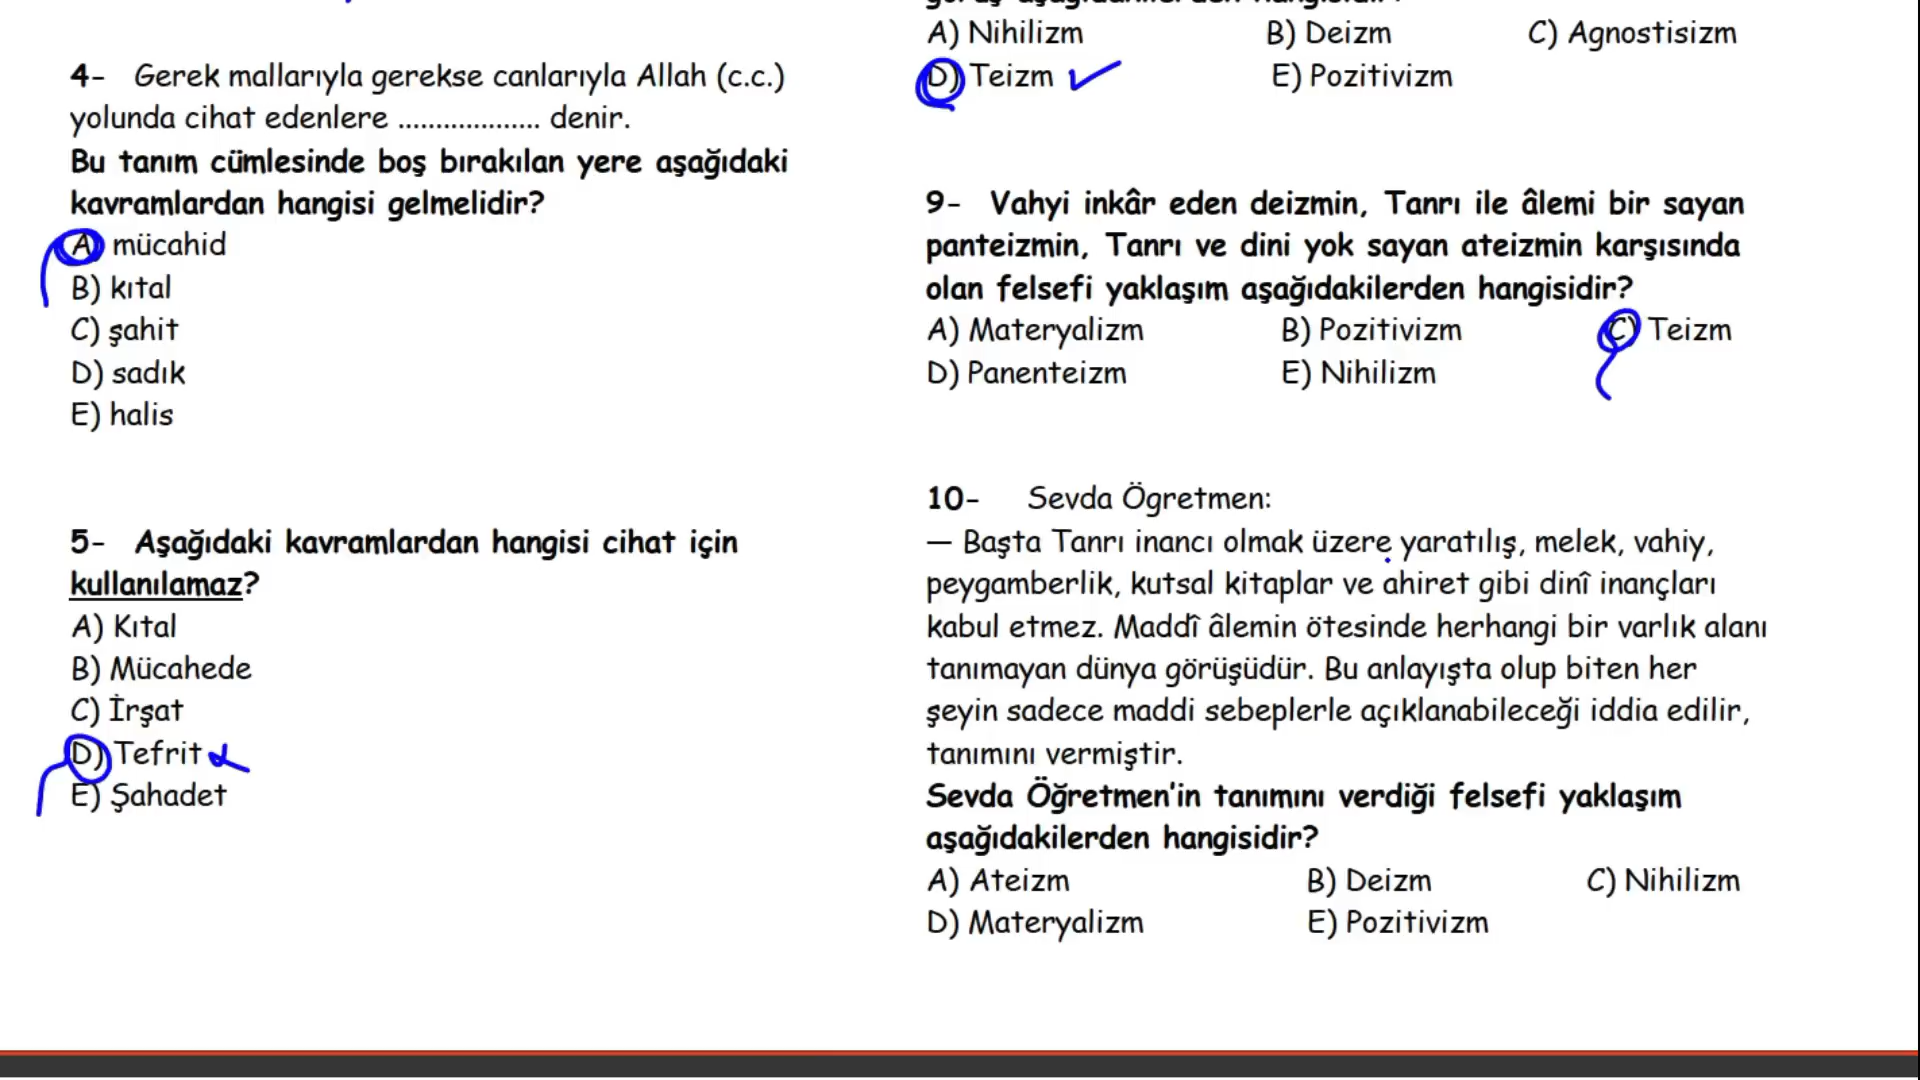 4- Gerek mallarıyla gerekse canlarıyla Allah (c.c.)
yolunda cihat edenlere ................... denir.
Bu tanım cümlesinde boş bırakılan yere aşağıdaki
kavramlardan hangisi gelmelidir?
A) mücahid
B) kıtal
C) şahit
D) sadık
E) halis
5- Aşağıdaki kavramlardan hangisi cihat için
kullanılamaz?
A) Kıtal
B) Mücahede
C) İrşat
D) Tefrit
E) Şahadet
görüş aşağıdakilerden hangisidir?
A) Nihilizm B) Deizm C) Agnostisizm
D) Teizm E) Pozitivizm
9- Vahyi inkâr eden deizmin, Tanrı ile âlemi bir sayan
panteizmin, Tanrı ve dini yok sayan ateizmin karşısında
olan felsefi yaklaşım aşağıdakilerden hangisidir?
A) Materyalizm B) Pozitivizm C) Teizm
D) Panenteizm E) Nihilizm
10- Sevda Ögretmen:
— Başta Tanrı inancı olmak üzere yaratılış, melek, vahiy,
peygamberlik, kutsal kitaplar ve ahiret gibi dinî inançları
kabul etmez. Maddî âlemin ötesinde herhangi bir varlık alanı
tanımayan dünya görüşüdür. Bu anlayışta olup biten her
şeyin sadece maddi sebeplerle açıklanabileceği iddia edilir,
tanımını vermiştir.
Sevda Öğretmen’in tanımını verdiği felsefi yaklaşım
aşağıdakilerden hangisidir?
A) Ateizm B) Deizm C) Nihilizm
D) Materyalizm E) Pozitivizm